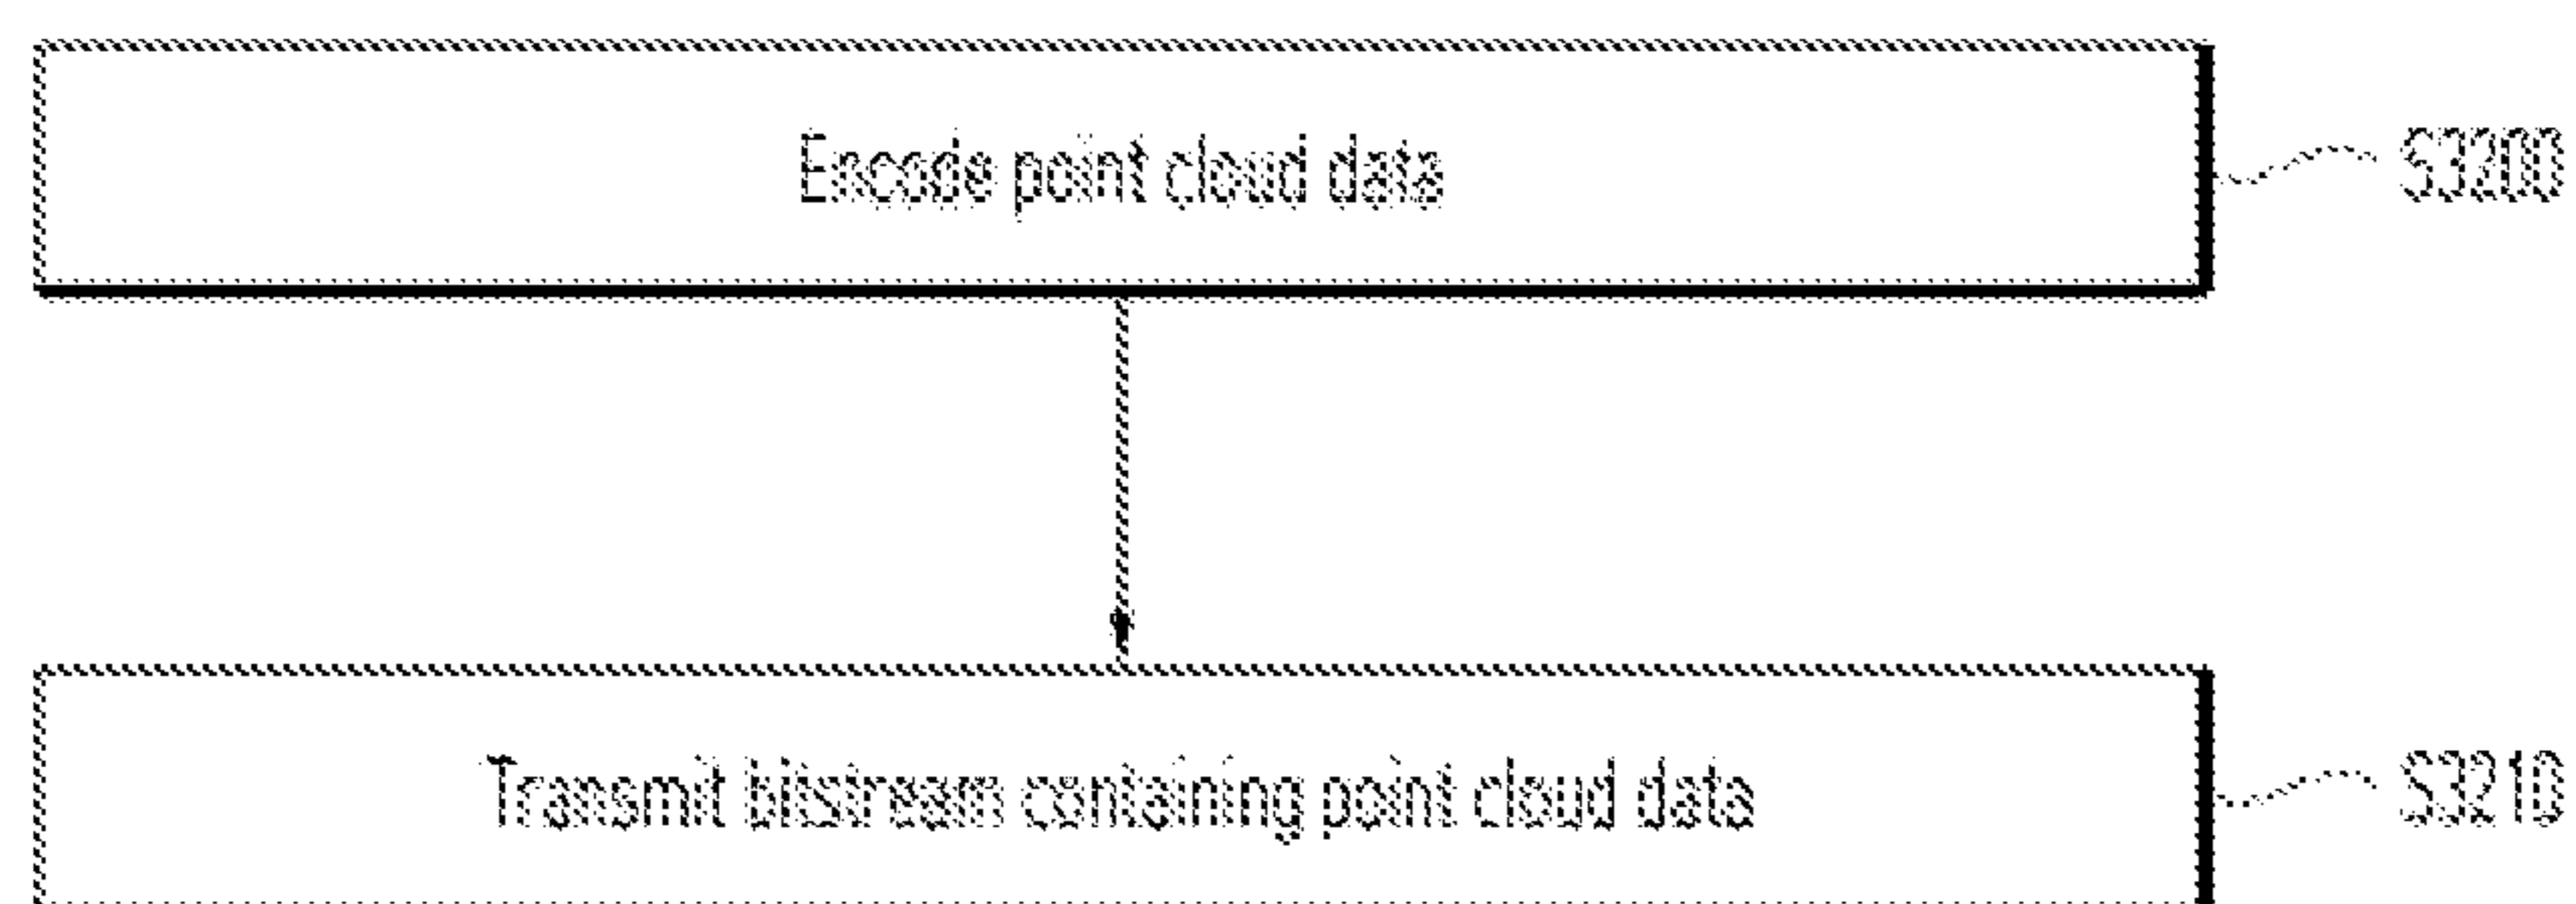 Encode point cloud data
S3200
Transmit bitstream containing point cloud data
S3210